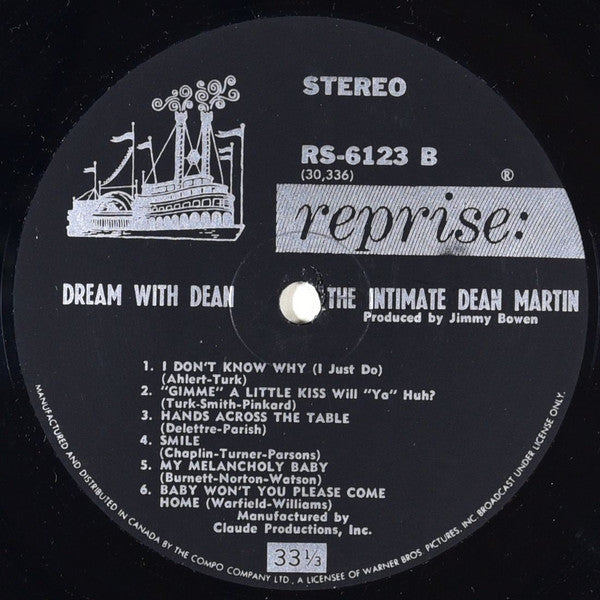 STEREO
RS-6123 B
(30,336)
®
reprise:
DREAM WITH DEAN
THE INTIMATE DEAN MARTIN
Produced by Jimmy Bowen
1. I DON'T KNOW WHY (I Just Do)
(Ahlert-Turk)
2. "GIMME" A LITTLE KISS Will "Ya" Huh?
(Turk-Smith-Pinkard)
3. HANDS ACROSS THE TABLE
(Delettre-Parish)
4. SMILE
(Chaplin-Turner-Parsons)
5. MY MELANCHOLY BABY
(Burnett-Norton-Watson)
6. BABY WON'T YOU PLEASE COME
HOME (Warfield-Williams)
Manufactured by
Claude Productions, Inc.
33⅓
MANUFACTURED AND DISTRIBUTED IN CANADA BY THE COMPO COMPANY LTD., A LICENSEE OF WARNER BROS. PICTURES, INC. BROADCAST UNDER LICENSE ONLY.